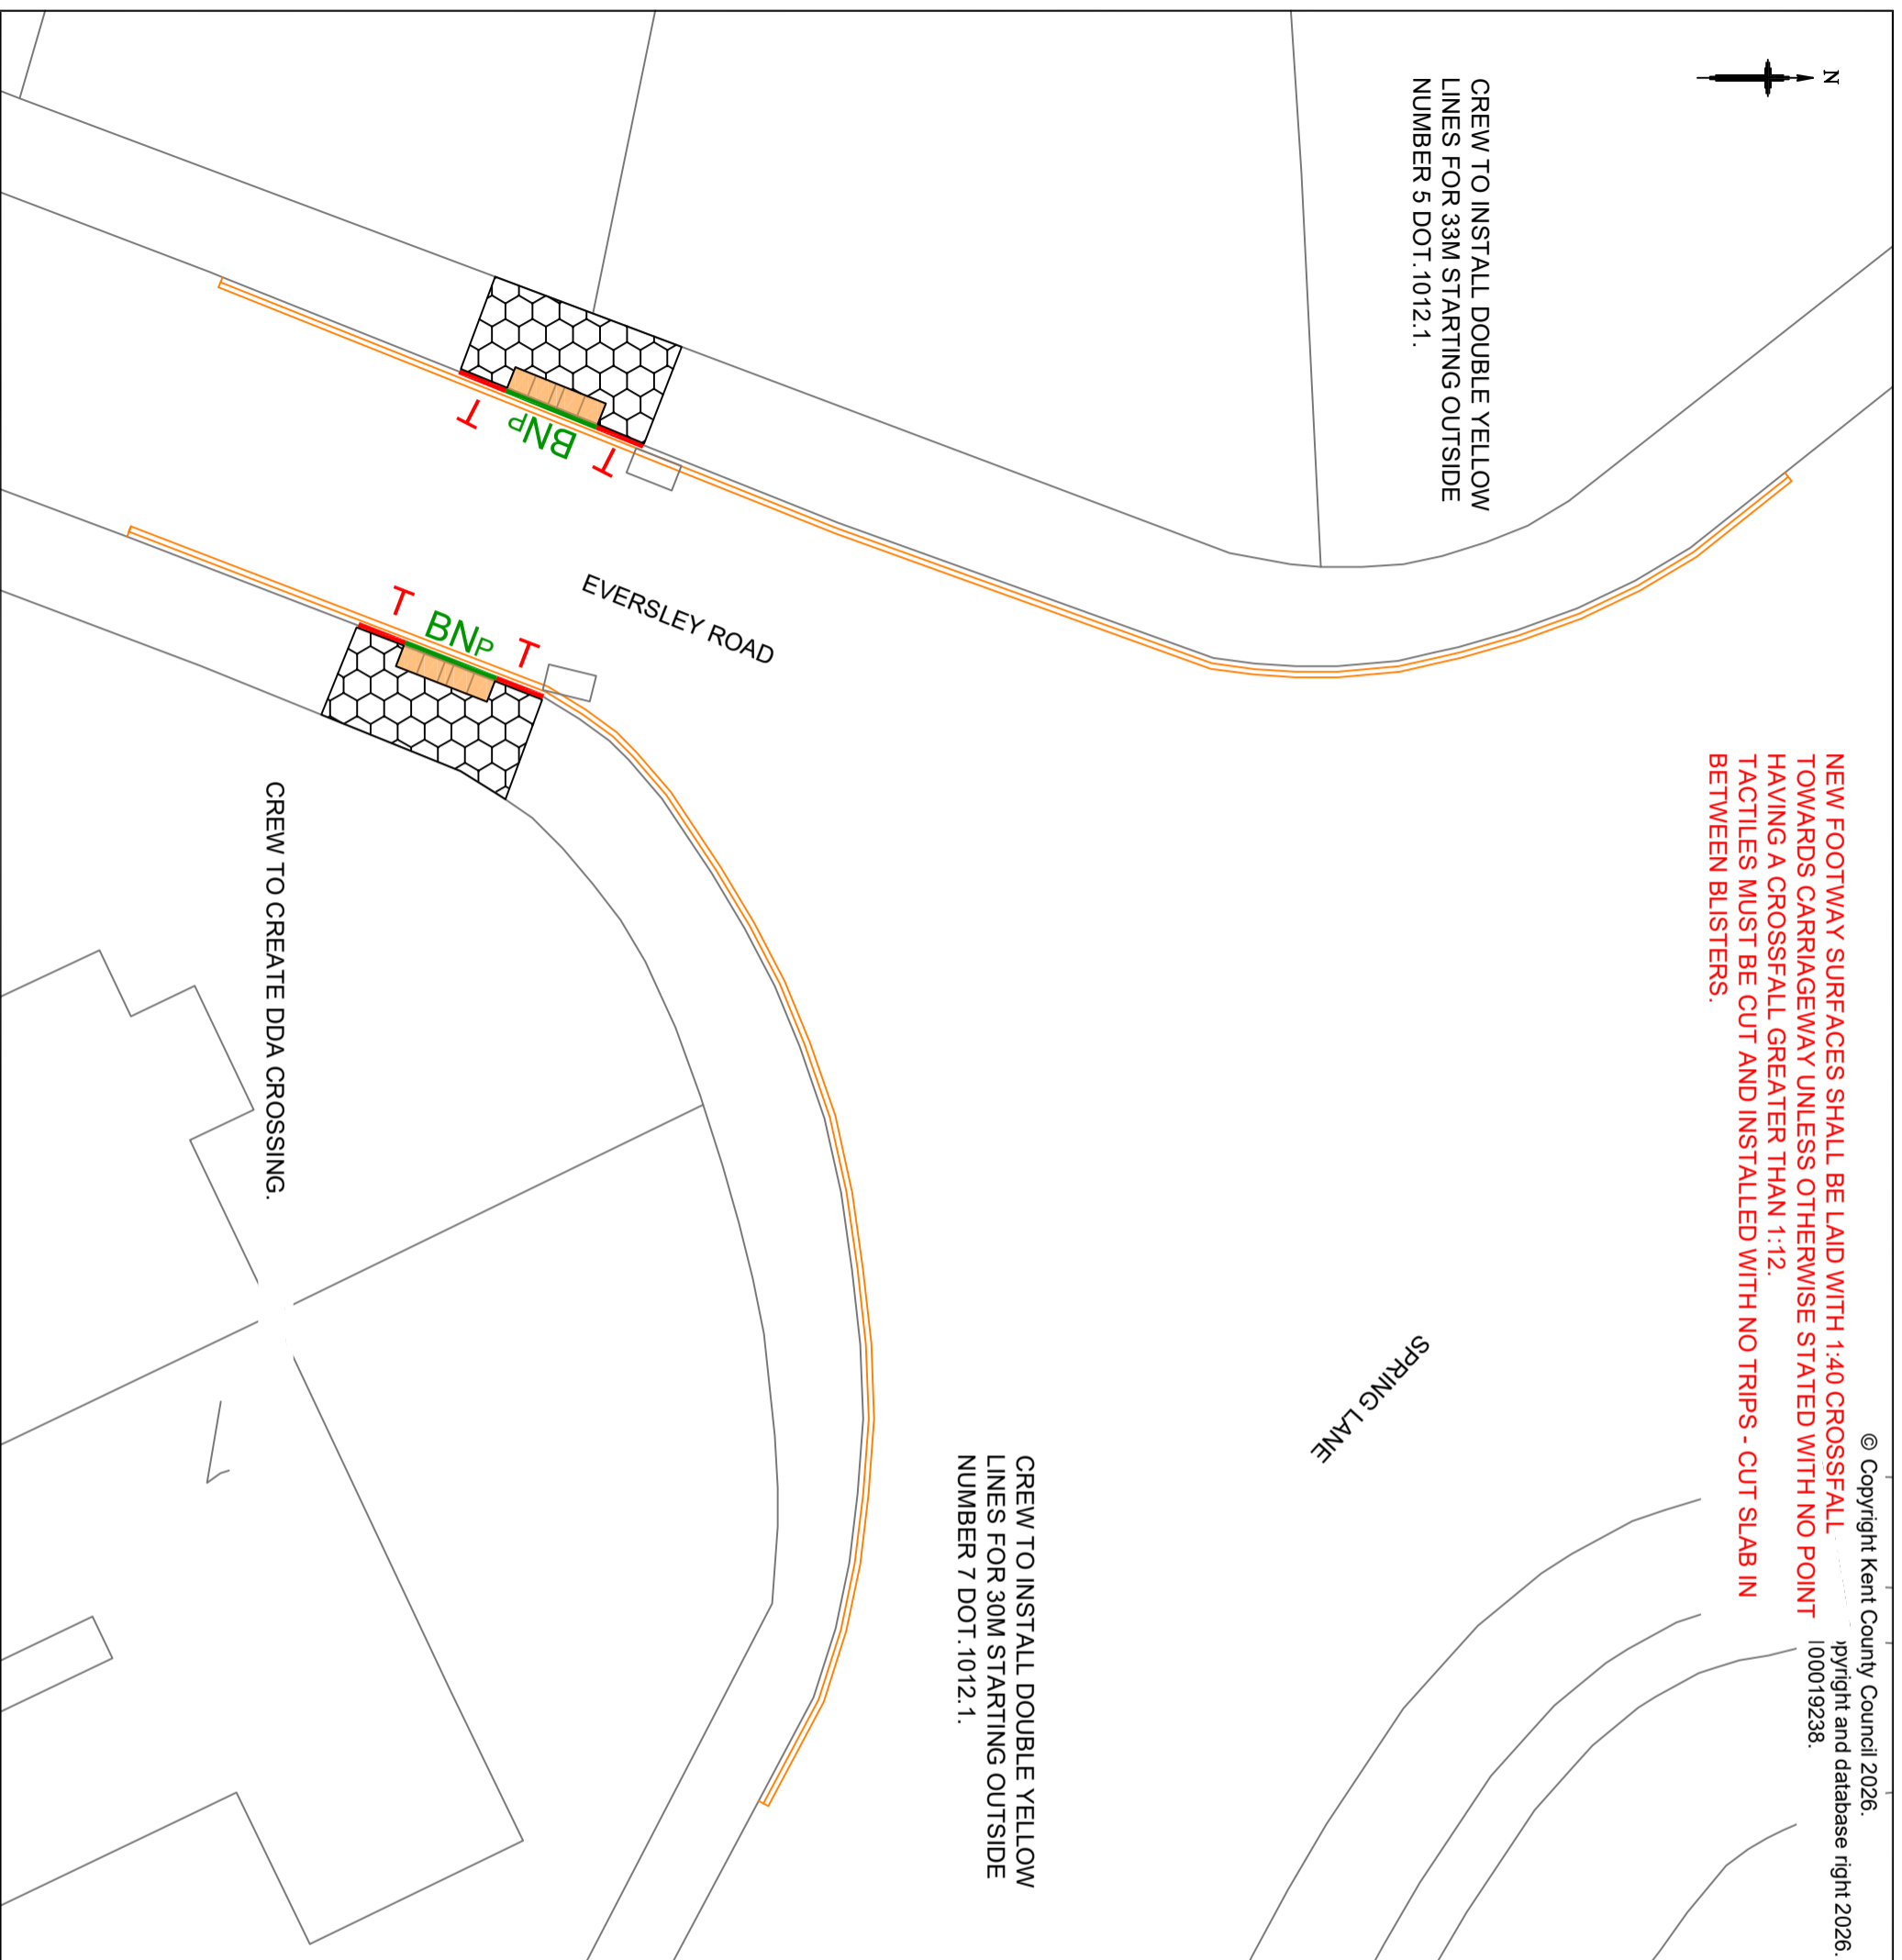 N
CREW TO INSTALL DOUBLE YELLOW
LINES FOR 33M STARTING OUTSIDE
NUMBER 5 DOT.1012.1.
NEW FOOTWAY SURFACES SHALL BE LAID WITH 1:40 CROSSFALL
TOWARDS CARRIAGEWAY UNLESS OTHERWISE STATED WITH NO POINT
HAVING A CROSSFALL GREATER THAN 1:12.
TACTILES MUST BE CUT AND INSTALLED WITH NO TRIPS - CUT SLAB IN
BETWEEN BLISTERS.
© Copyright Kent County Council 2026.
pyright and database right 2026.
100019238.
T
BNP
T
EVERSLEY ROAD
T
BNP
T
SPRING LANE
CREW TO INSTALL DOUBLE YELLOW
LINES FOR 30M STARTING OUTSIDE
NUMBER 7 DOT.1012.1.
CREW TO CREATE DDA CROSSING.